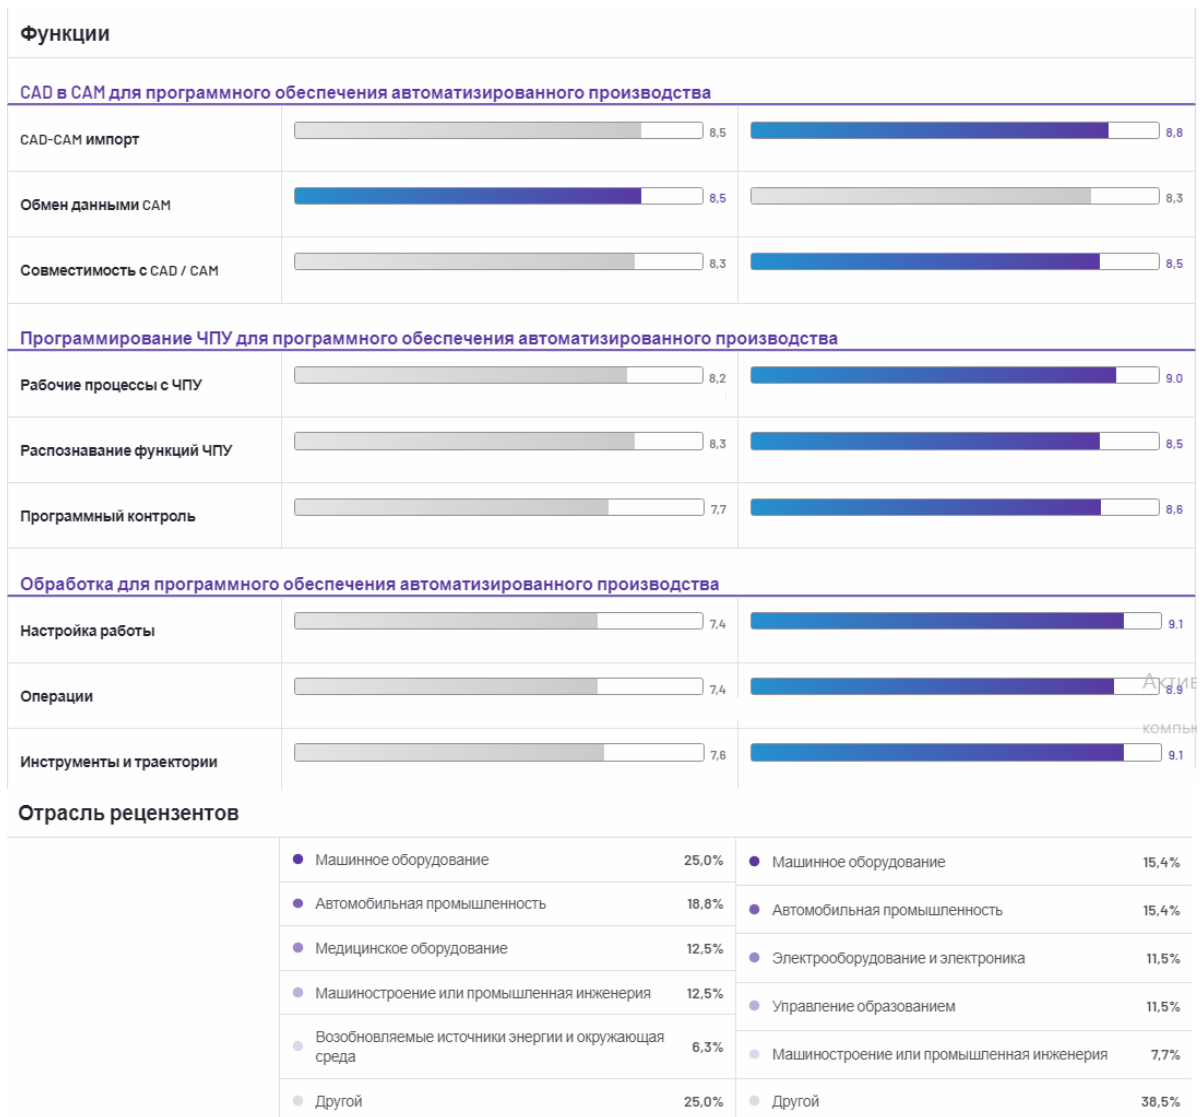 Функции
CAD в CAM для программного обеспечения автоматизированного производства
CAD-CAM импорт 8,5 8,8
Обмен данными CAM 8,5 8,3
Совместимость с CAD / CAM 8,3 8,5
Программирование ЧПУ для программного обеспечения автоматизированного производства
Рабочие процессы с ЧПУ 8,2 9.0
Распознавание функций ЧПУ 8,3 8,5
Программный контроль 7,7 8,6
Обработка для программного обеспечения автоматизированного производства
Настройка работы 7,4 9.1
Операции 7,4 8.9
Инструменты и траектории 7,6 9.1
Отрасль рецензентов
Машинное оборудование 25,0%
Автомобильная промышленность 18,8%
Медицинское оборудование 12,5%
Машиностроение или промышленная инженерия 12,5%
Возобновляемые источники энергии и окружающая
среда 6,3%
Другой 25,0%
Машинное оборудование 15,4%
Автомобильная промышленность 15,4%
Электрооборудование и электроника 11,5%
Управление образованием 11,5%
Машиностроение или промышленная инженерия 7,7%
Другой 38,5%